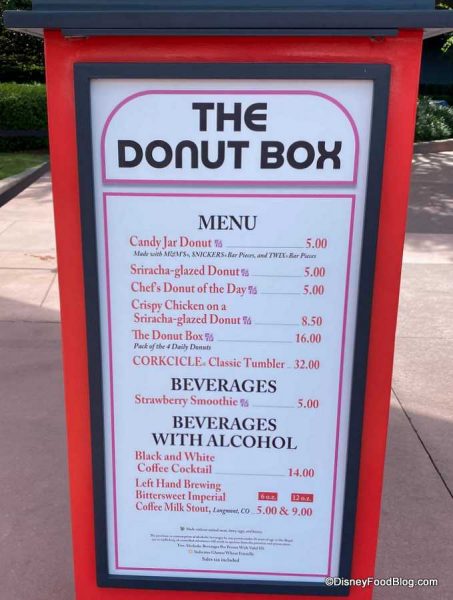 THE
DONUT BOX
MENU
Candy Jar Donut 5.00
Made with M&M'S®, SNICKERS® Bar Pieces, and TWIX® Bar Pieces
Sriracha-glazed Donut 5.00
Chef's Donut of the Day 5.00
Crispy Chicken on a
Sriracha-glazed Donut 8.50
The Donut Box 16.00
Pack of the 4 Daily Donuts
CORKCICLE® Classic Tumbler 32.00
BEVERAGES
Strawberry Smoothie 5.00
BEVERAGES
WITH ALCOHOL
Black and White
Coffee Cocktail 14.00
Left Hand Brewing
Bittersweet Imperial 6 oz. 12 oz.
Coffee Milk Stout, Longmont, CO 5.00 & 9.00
Sales tax included
©DisneyFoodBlog.com